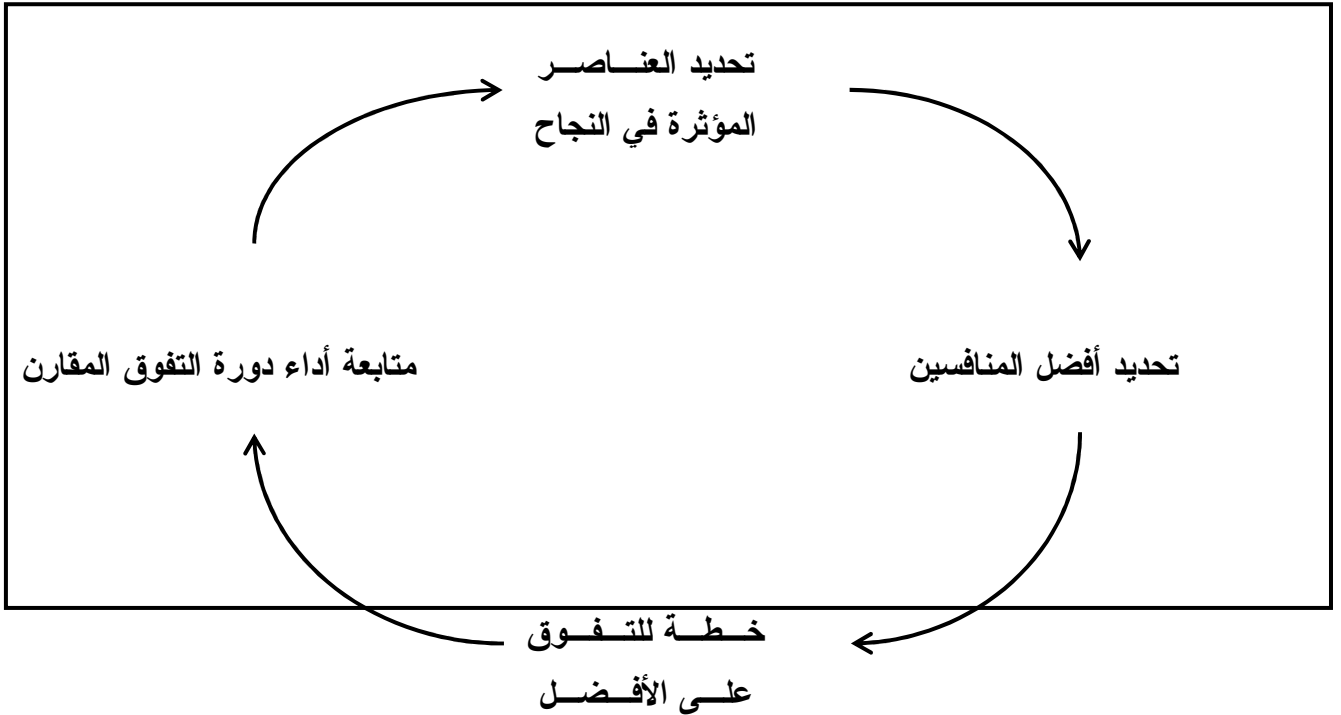 تحديد العناصر
المؤثرة في النجاح
تحديد أفضل المنافسين
متابعة أداء دورة التفوق المقارن
خطة للتفوق
على الأفضل